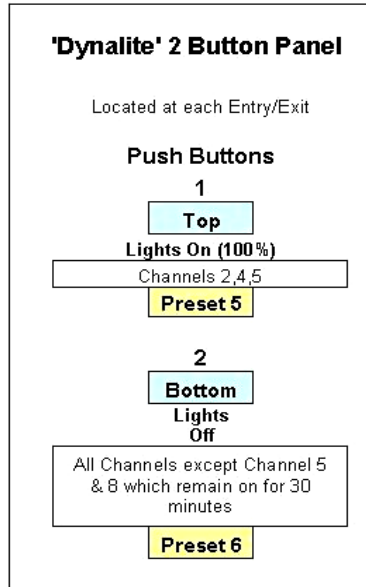 'Dynalite' 2 Button Panel
Located at each Entry/Exit
Push Buttons
1
Top
Lights On (100%)
Channels 2,4,5
Preset 5
2
Bottom
Lights
Off
All Channels except Channel 5
& 8 which remain on for 30
minutes
Preset 6